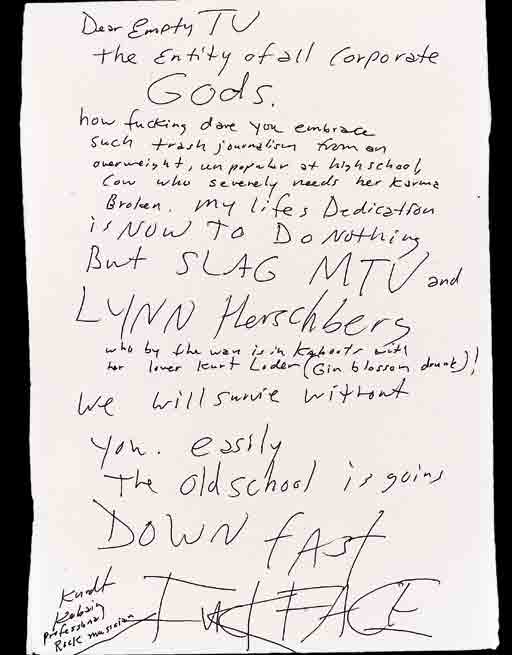 Dear Empty TV
the Entity of all Corporate
Gods.
how fucking dare you embrace
such trash journalism from an
overweight, unpopular at high school
Cow who severely needs her Karma
Broken. My lifes Dedication
is NOW TO Do Nothing
But SLAG MTV and
LYNN Herschberg
who by the way is in Kahoots with
her lover Kurt Loder (Gin blossom drunk)!
we will survie without
you. easily
The oldschool is going
DOWN fAST
Kurdt
Kobain
professional
Rock musician
FuckFACE